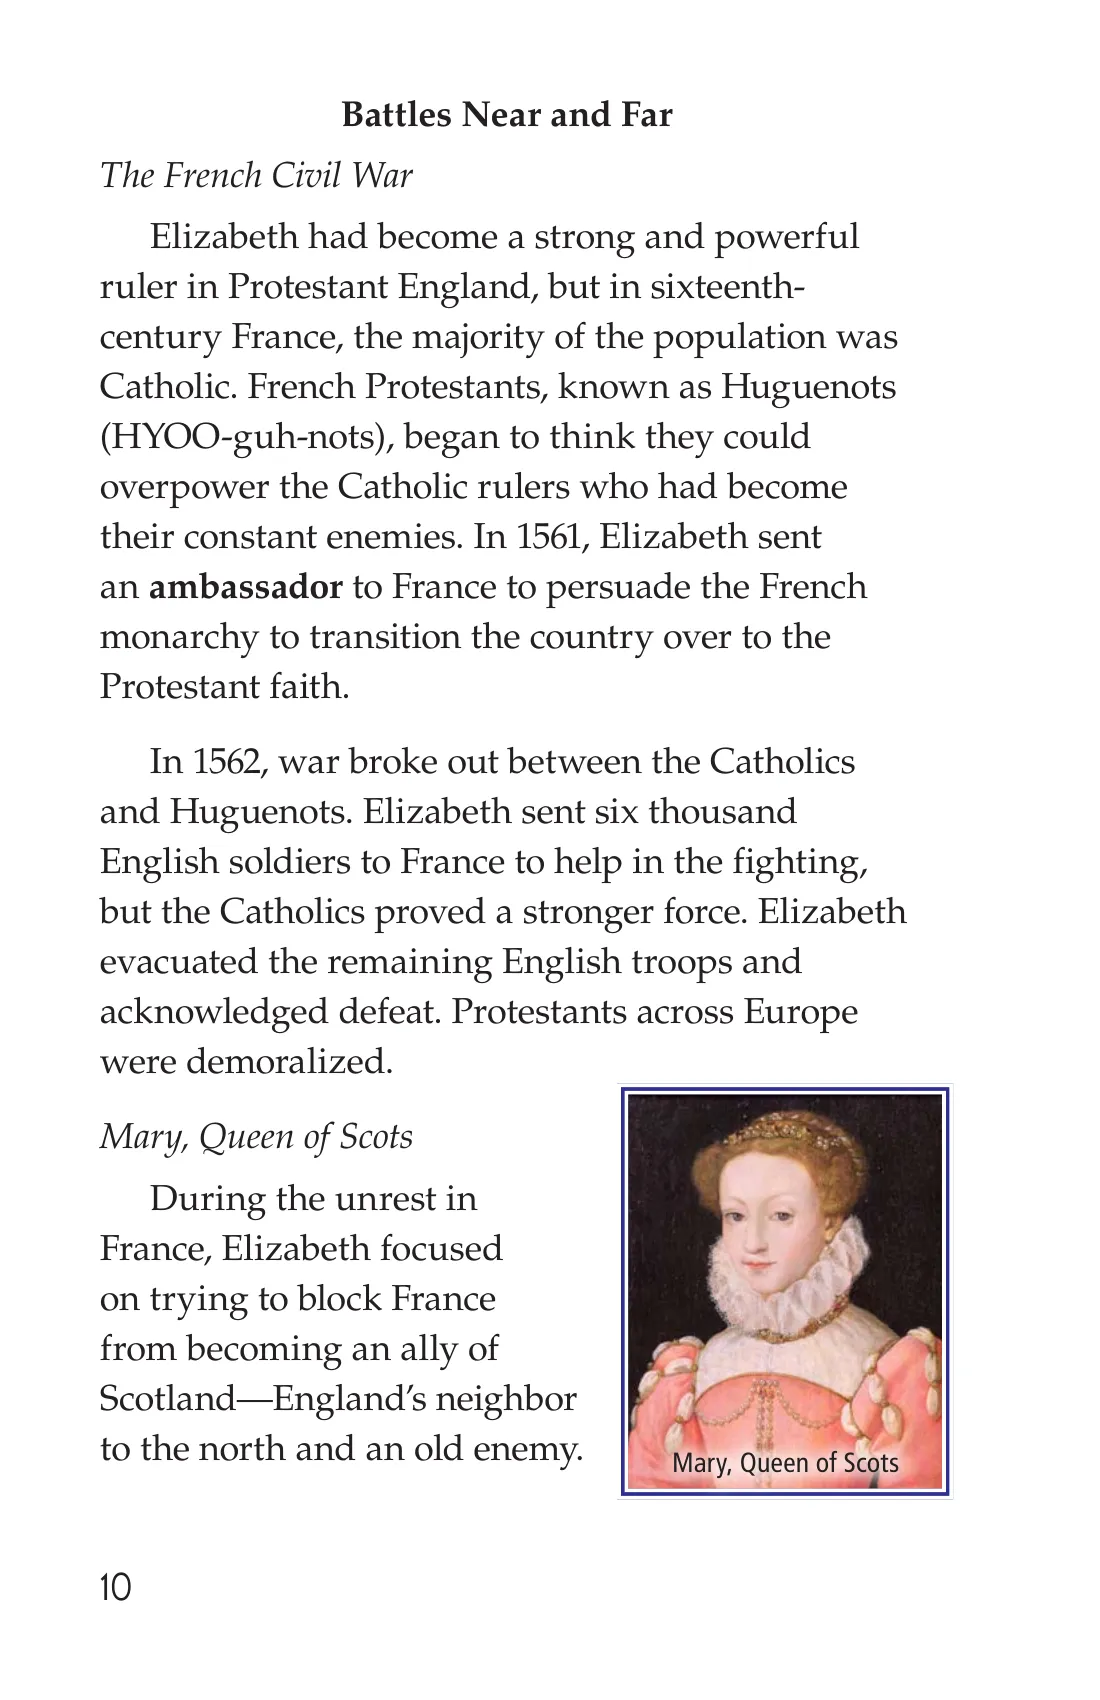 Battles Near and Far
The French Civil War
Elizabeth had become a strong and powerful
ruler in Protestant England, but in sixteenth-
century France, the majority of the population was
Catholic. French Protestants, known as Huguenots
(HYOO-guh-nots), began to think they could
overpower the Catholic rulers who had become
their constant enemies. In 1561, Elizabeth sent
an ambassador to France to persuade the French
monarchy to transition the country over to the
Protestant faith.
In 1562, war broke out between the Catholics
and Huguenots. Elizabeth sent six thousand
English soldiers to France to help in the fighting,
but the Catholics proved a stronger force. Elizabeth
evacuated the remaining English troops and
acknowledged defeat. Protestants across Europe
were demoralized.
Mary, Queen of Scots
During the unrest in
France, Elizabeth focused
on trying to block France
from becoming an ally of
Scotland—England’s neighbor
to the north and an old enemy.
Mary, Queen of Scots
10